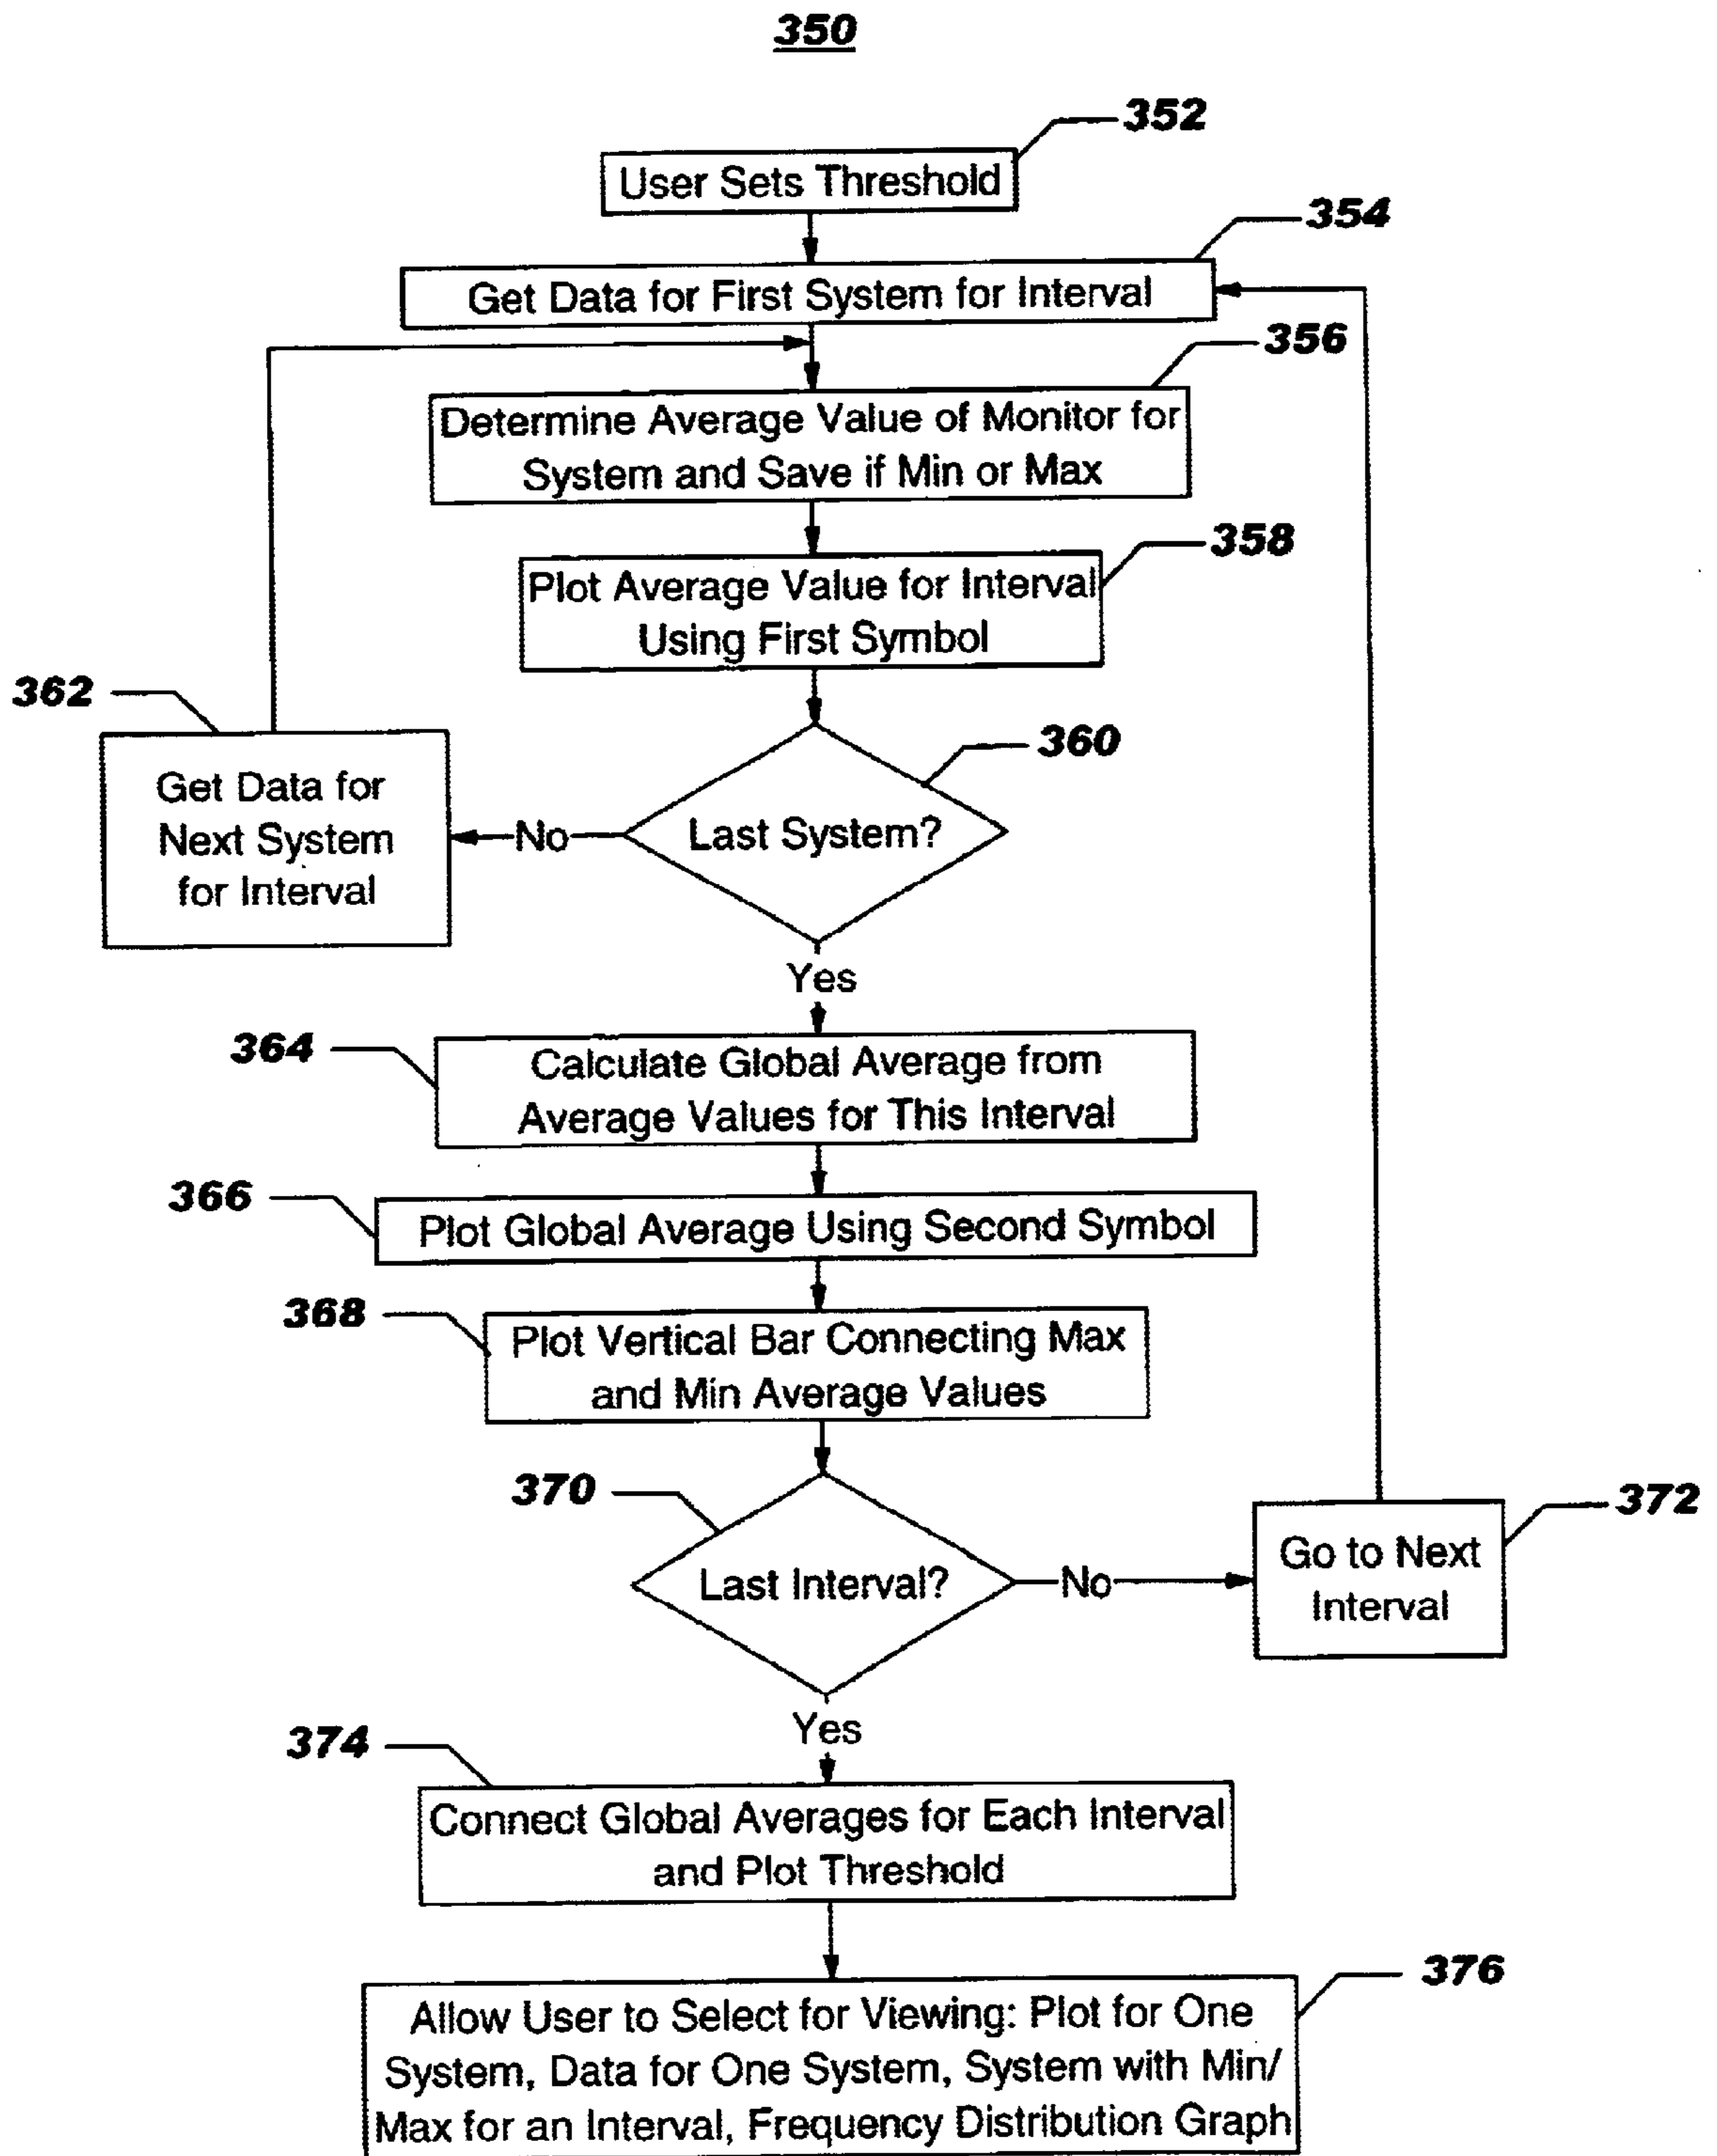 350
352
User Sets Threshold
354
Get Data for First System for Interval
356
Determine Average Value of Monitor for
System and Save if Min or Max
358
Plot Average Value for Interval
Using First Symbol
362
360
Get Data for
Next System
for Interval
No
Last System?
Yes
364
Calculate Global Average from
Average Values for This Interval
366
Plot Global Average Using Second Symbol
368
Plot Vertical Bar Connecting Max
and Min Average Values
370
372
Last Interval?
No
Go to Next
Interval
Yes
374
Connect Global Averages for Each Interval
and Plot Threshold
376
Allow User to Select for Viewing: Plot for One
System, Data for One System, System with Min/
Max for an Interval, Frequency Distribution Graph